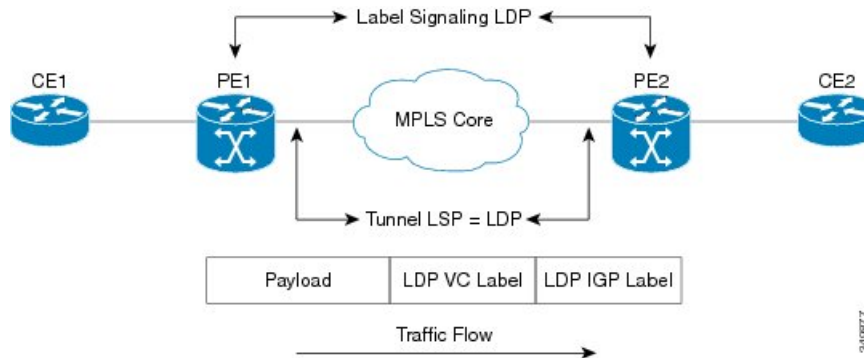 Label Signaling LDP
CE1
PE1
PE2
CE2
MPLS Core
Tunnel LSP = LDP
Payload
LDP VC Label
LDP IGP Label
Traffic Flow